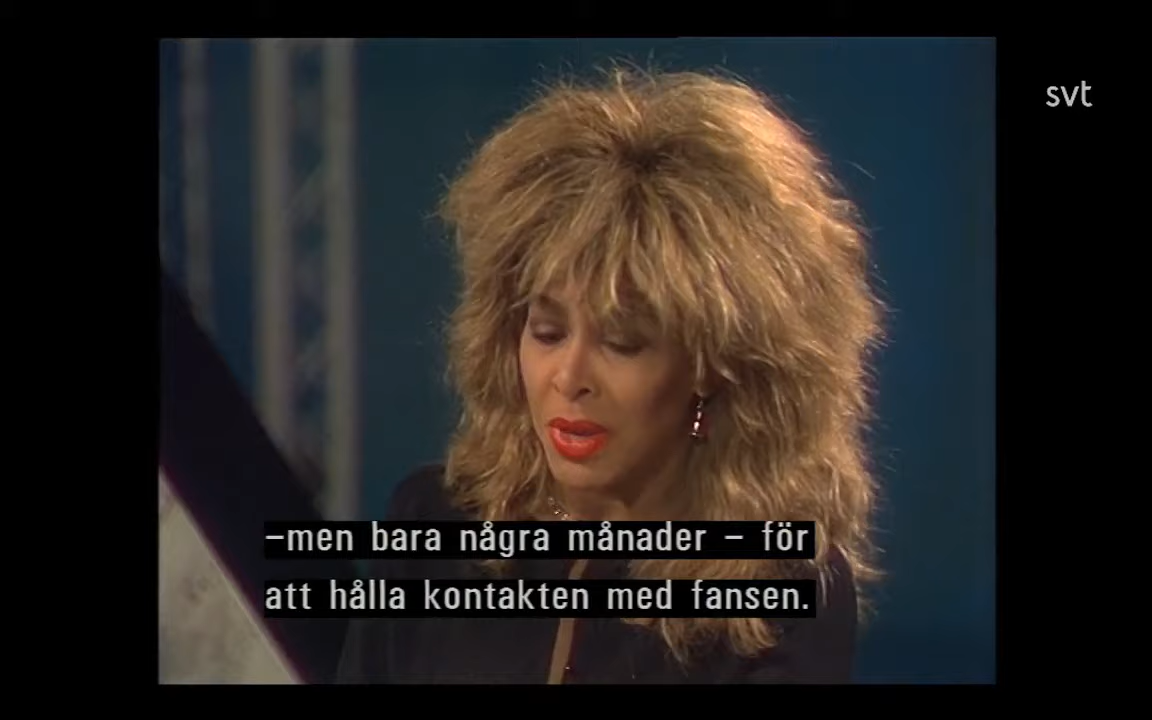 svt
–men bara några månader – för
att hålla kontakten med fansen.